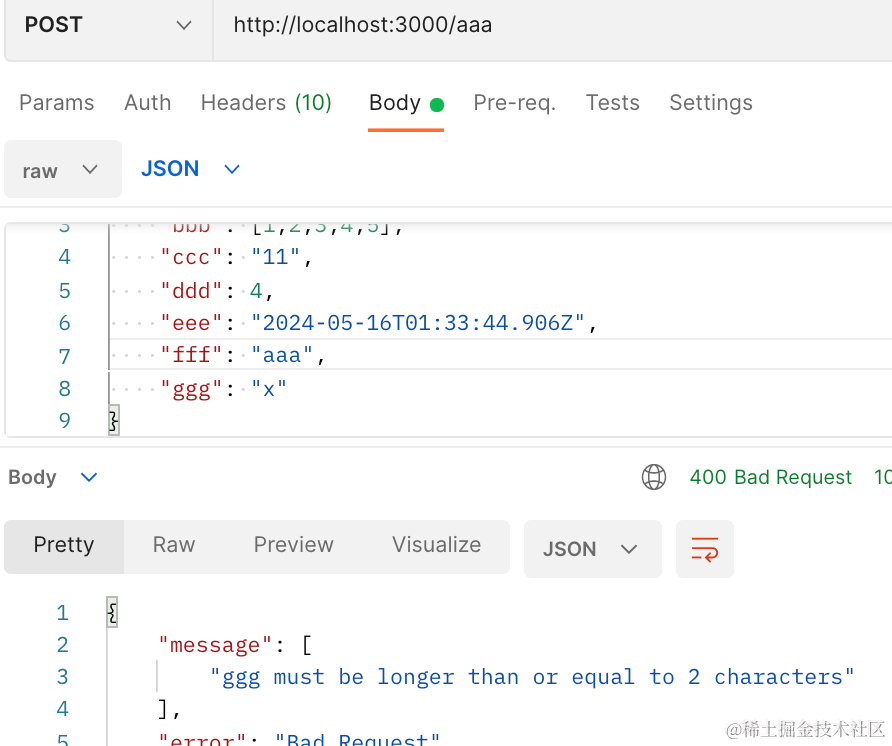 POST http://localhost:3000/aaa
Params Auth Headers (10) Body Pre-req. Tests Settings
raw JSON
3 "bbb": [1,2,3,4,5],
4 "ccc": "11",
5 "ddd": 4,
6 "eee": "2024-05-16T01:33:44.906Z",
7 "fff": "aaa",
8 "ggg": "x"
9 }
Body 400 Bad Request 10
Pretty Raw Preview Visualize JSON
1 {
2 "message": [
3 "ggg must be longer than or equal to 2 characters"
4 ],
5 "error": "Bad Request"
@稀土掘金技术社区